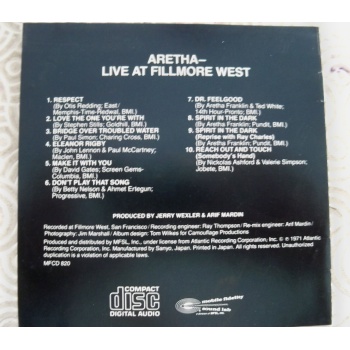 ARETHA—
LIVE AT FILLMORE WEST
1. RESPECT
(By Otis Redding; East/
Memphis-Time-Redwal, BMI.)
2. LOVE THE ONE YOU'RE WITH
(By Stephen Stills; Goldhill, BMI.)
3. BRIDGE OVER TROUBLED WATER
(By Paul Simon; Charing Cross, BMI.)
4. ELEANOR RIGBY
(By John Lennon & Paul McCartney;
Maclen, BMI.)
5. MAKE IT WITH YOU
(By David Gates; Screen Gems-
Columbia, BMI.)
6. DON'T PLAY THAT SONG
(By Betty Nelson & Ahmet Ertegun;
Progressive, BMI.)
7. DR. FEELGOOD
(By Aretha Franklin & Ted White;
14th Hour-Pronto, BMI.)
8. SPIRIT IN THE DARK
(By Aretha Franklin; Pundit, BMI.)
9. SPIRIT IN THE DARK
(Reprise with Ray Charles)
(By Aretha Franklin; Pundit, BMI.)
10. REACH OUT AND TOUCH
(Somebody's Hand)
(By Nickolas Ashford & Valerie Simpson;
Jobete, BMI.)
PRODUCED BY JERRY WEXLER & ARIF MARDIN
Recorded at Fillmore West, San Francisco/Recording engineer: Ray Thompson/Re-mix engineer: Arif Mardin/
Photography: Jim Marshall/Album design: Tom Wilkes for Camouflage Productions
Produced and distributed by MFSL, Inc., under license from Atlantic Recording Corporation, Inc. © ℗ 1971 Atlantic
Recording Corporation, Inc. Manufactured by Sanyo, Japan. Printed in Japan. All rights reserved. Unauthorized
duplication is a violation of applicable laws.
MFCD 820
COMPACT
disc
DIGITAL AUDIO
mobile fidelity
sound lab